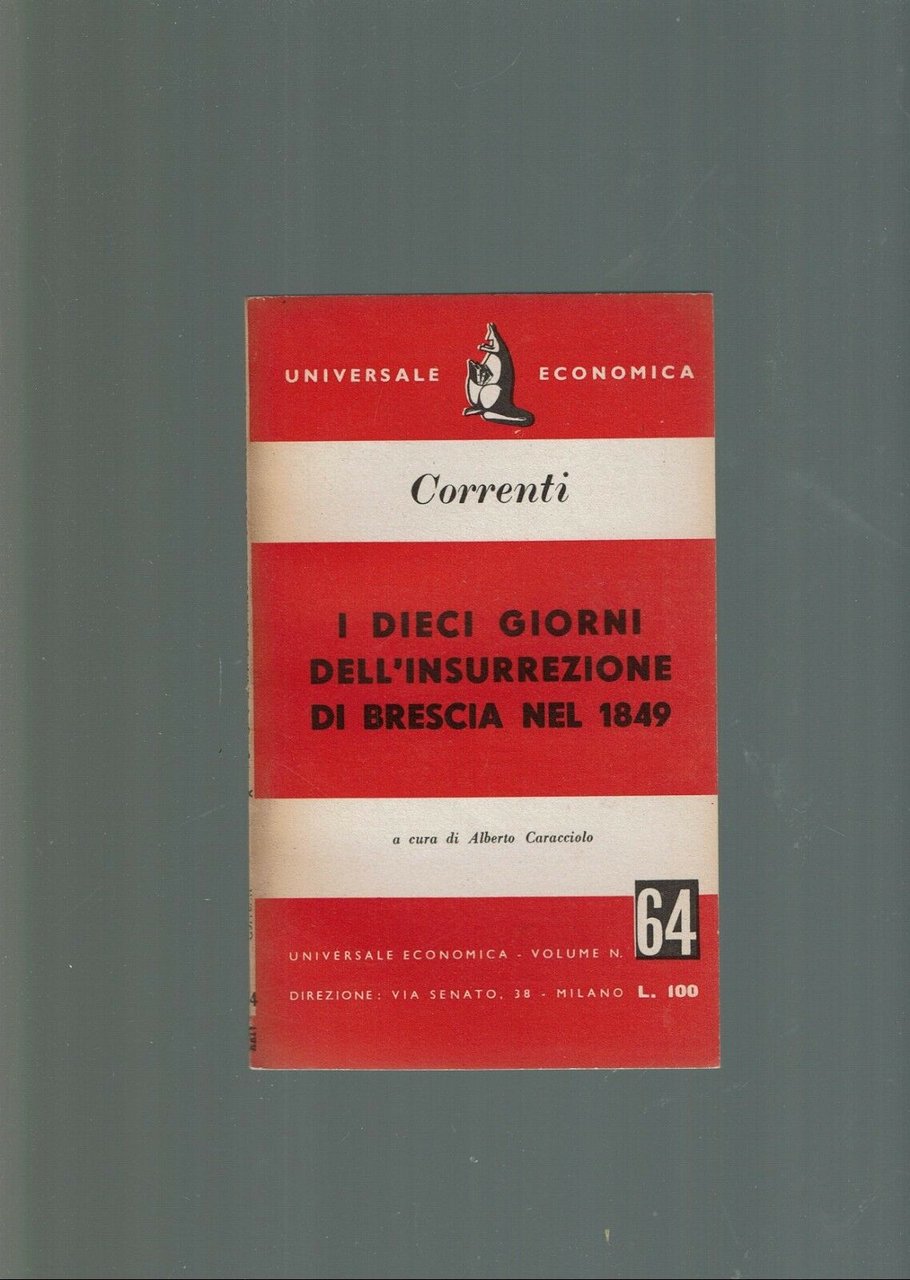 UNIVERSALE ECONOMICA
Correnti
I DIECI GIORNI
DELL'INSURREZIONE
DI BRESCIA NEL 1849
a cura di Alberto Caracciolo
64
UNIVERSALE ECONOMICA - VOLUME N.
DIREZIONE: VIA SENATO, 38 - MILANO L. 100